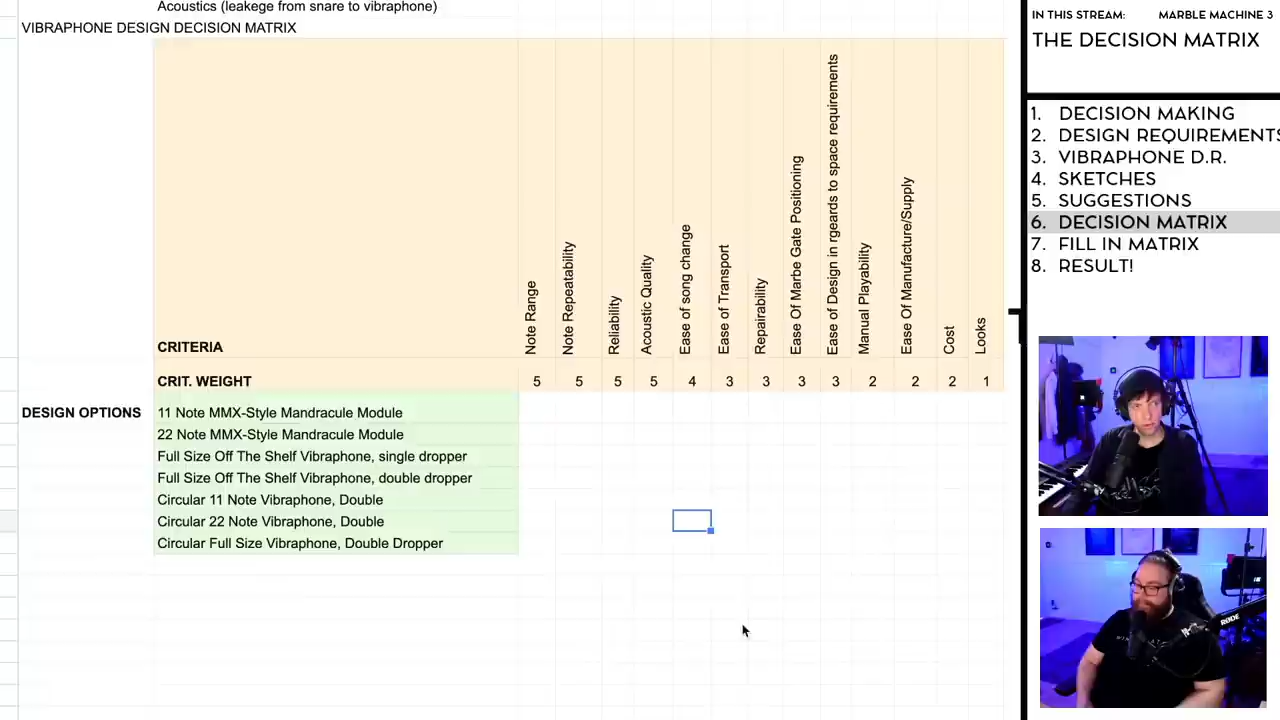 Acoustics (leakege from snare to vibraphone)
VIBRAPHONE DESIGN DECISION MATRIX
CRITERIA
Note Range
Note Repeatability
Reliability
Acoustic Quality
Ease of song change
Ease of Transport
Repairability
Ease Of Marbe Gate Positioning
Ease of Design in rgeards to space requirements
Manual Playability
Ease Of Manufacture/Supply
Cost
Looks
CRIT. WEIGHT 5 5 5 5 4 3 3 3 3 2 2 2 1
DESIGN OPTIONS 11 Note MMX-Style Mandracule Module
22 Note MMX-Style Mandracule Module
Full Size Off The Shelf Vibraphone, single dropper
Full Size Off The Shelf Vibraphone, double dropper
Circular 11 Note Vibraphone, Double
Circular 22 Note Vibraphone, Double
Circular Full Size Vibraphone, Double Dropper
IN THIS STREAM: MARBLE MACHINE 3
THE DECISION MATRIX
1. DECISION MAKING
2. DESIGN REQUIREMENTS
3. VIBRAPHONE D.R.
4. SKETCHES
5. SUGGESTIONS
6. DECISION MATRIX
7. FILL IN MATRIX
8. RESULT!
RØDE